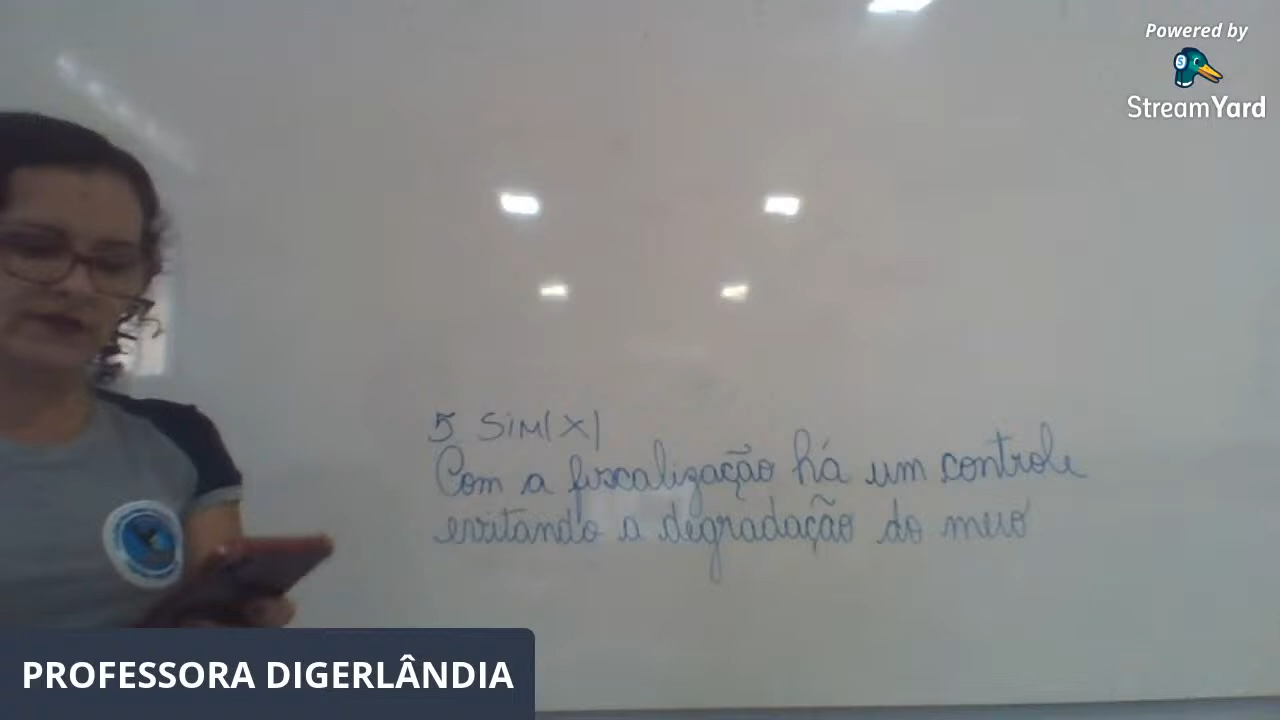 Powered by
StreamYard
5 SIM(X)
Com a fiscalização há um controle
evitando a degradação do meio
PROFESSORA DIGERLÂNDIA